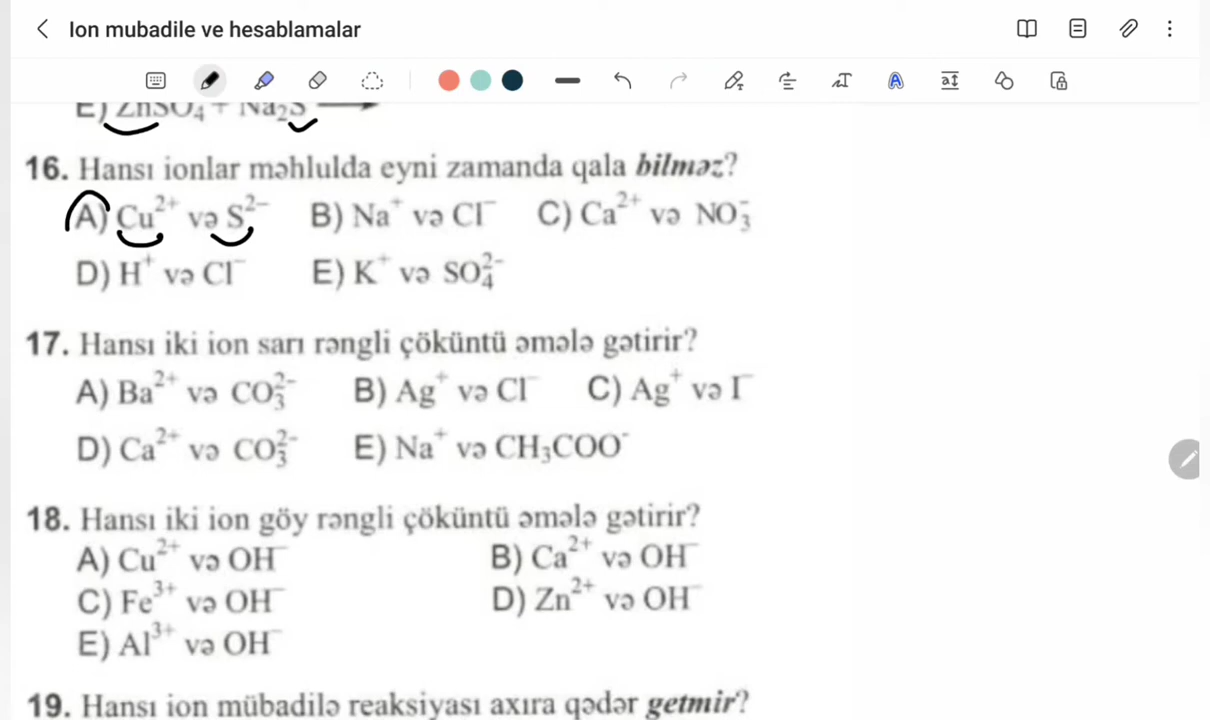 Ion mubadile ve hesablamalar
E) ZnSO₄ + Na₂S ⟶
16. Hansı ionlar məhlulda eyni zamanda qala bilməz?
A) Cu²⁺ və S²⁻ B) Na⁺ və Cl⁻ C) Ca²⁺ və NO₃⁻
D) H⁺ və Cl⁻ E) K⁺ və SO₄²⁻
17. Hansı iki ion sarı rəngli çöküntü əmələ gətirir?
A) Ba²⁺ və CO₃²⁻ B) Ag⁺ və Cl⁻ C) Ag⁺ və I⁻
D) Ca²⁺ və CO₃²⁻ E) Na⁺ və CH₃COO⁻
18. Hansı iki ion göy rəngli çöküntü əmələ gətirir?
A) Cu²⁺ və OH⁻ B) Ca²⁺ və OH⁻
C) Fe³⁺ və OH⁻ D) Zn²⁺ və OH⁻
E) Al³⁺ və OH⁻
19. Hansı ion mübadilə reaksiyası axıra qədər getmir?